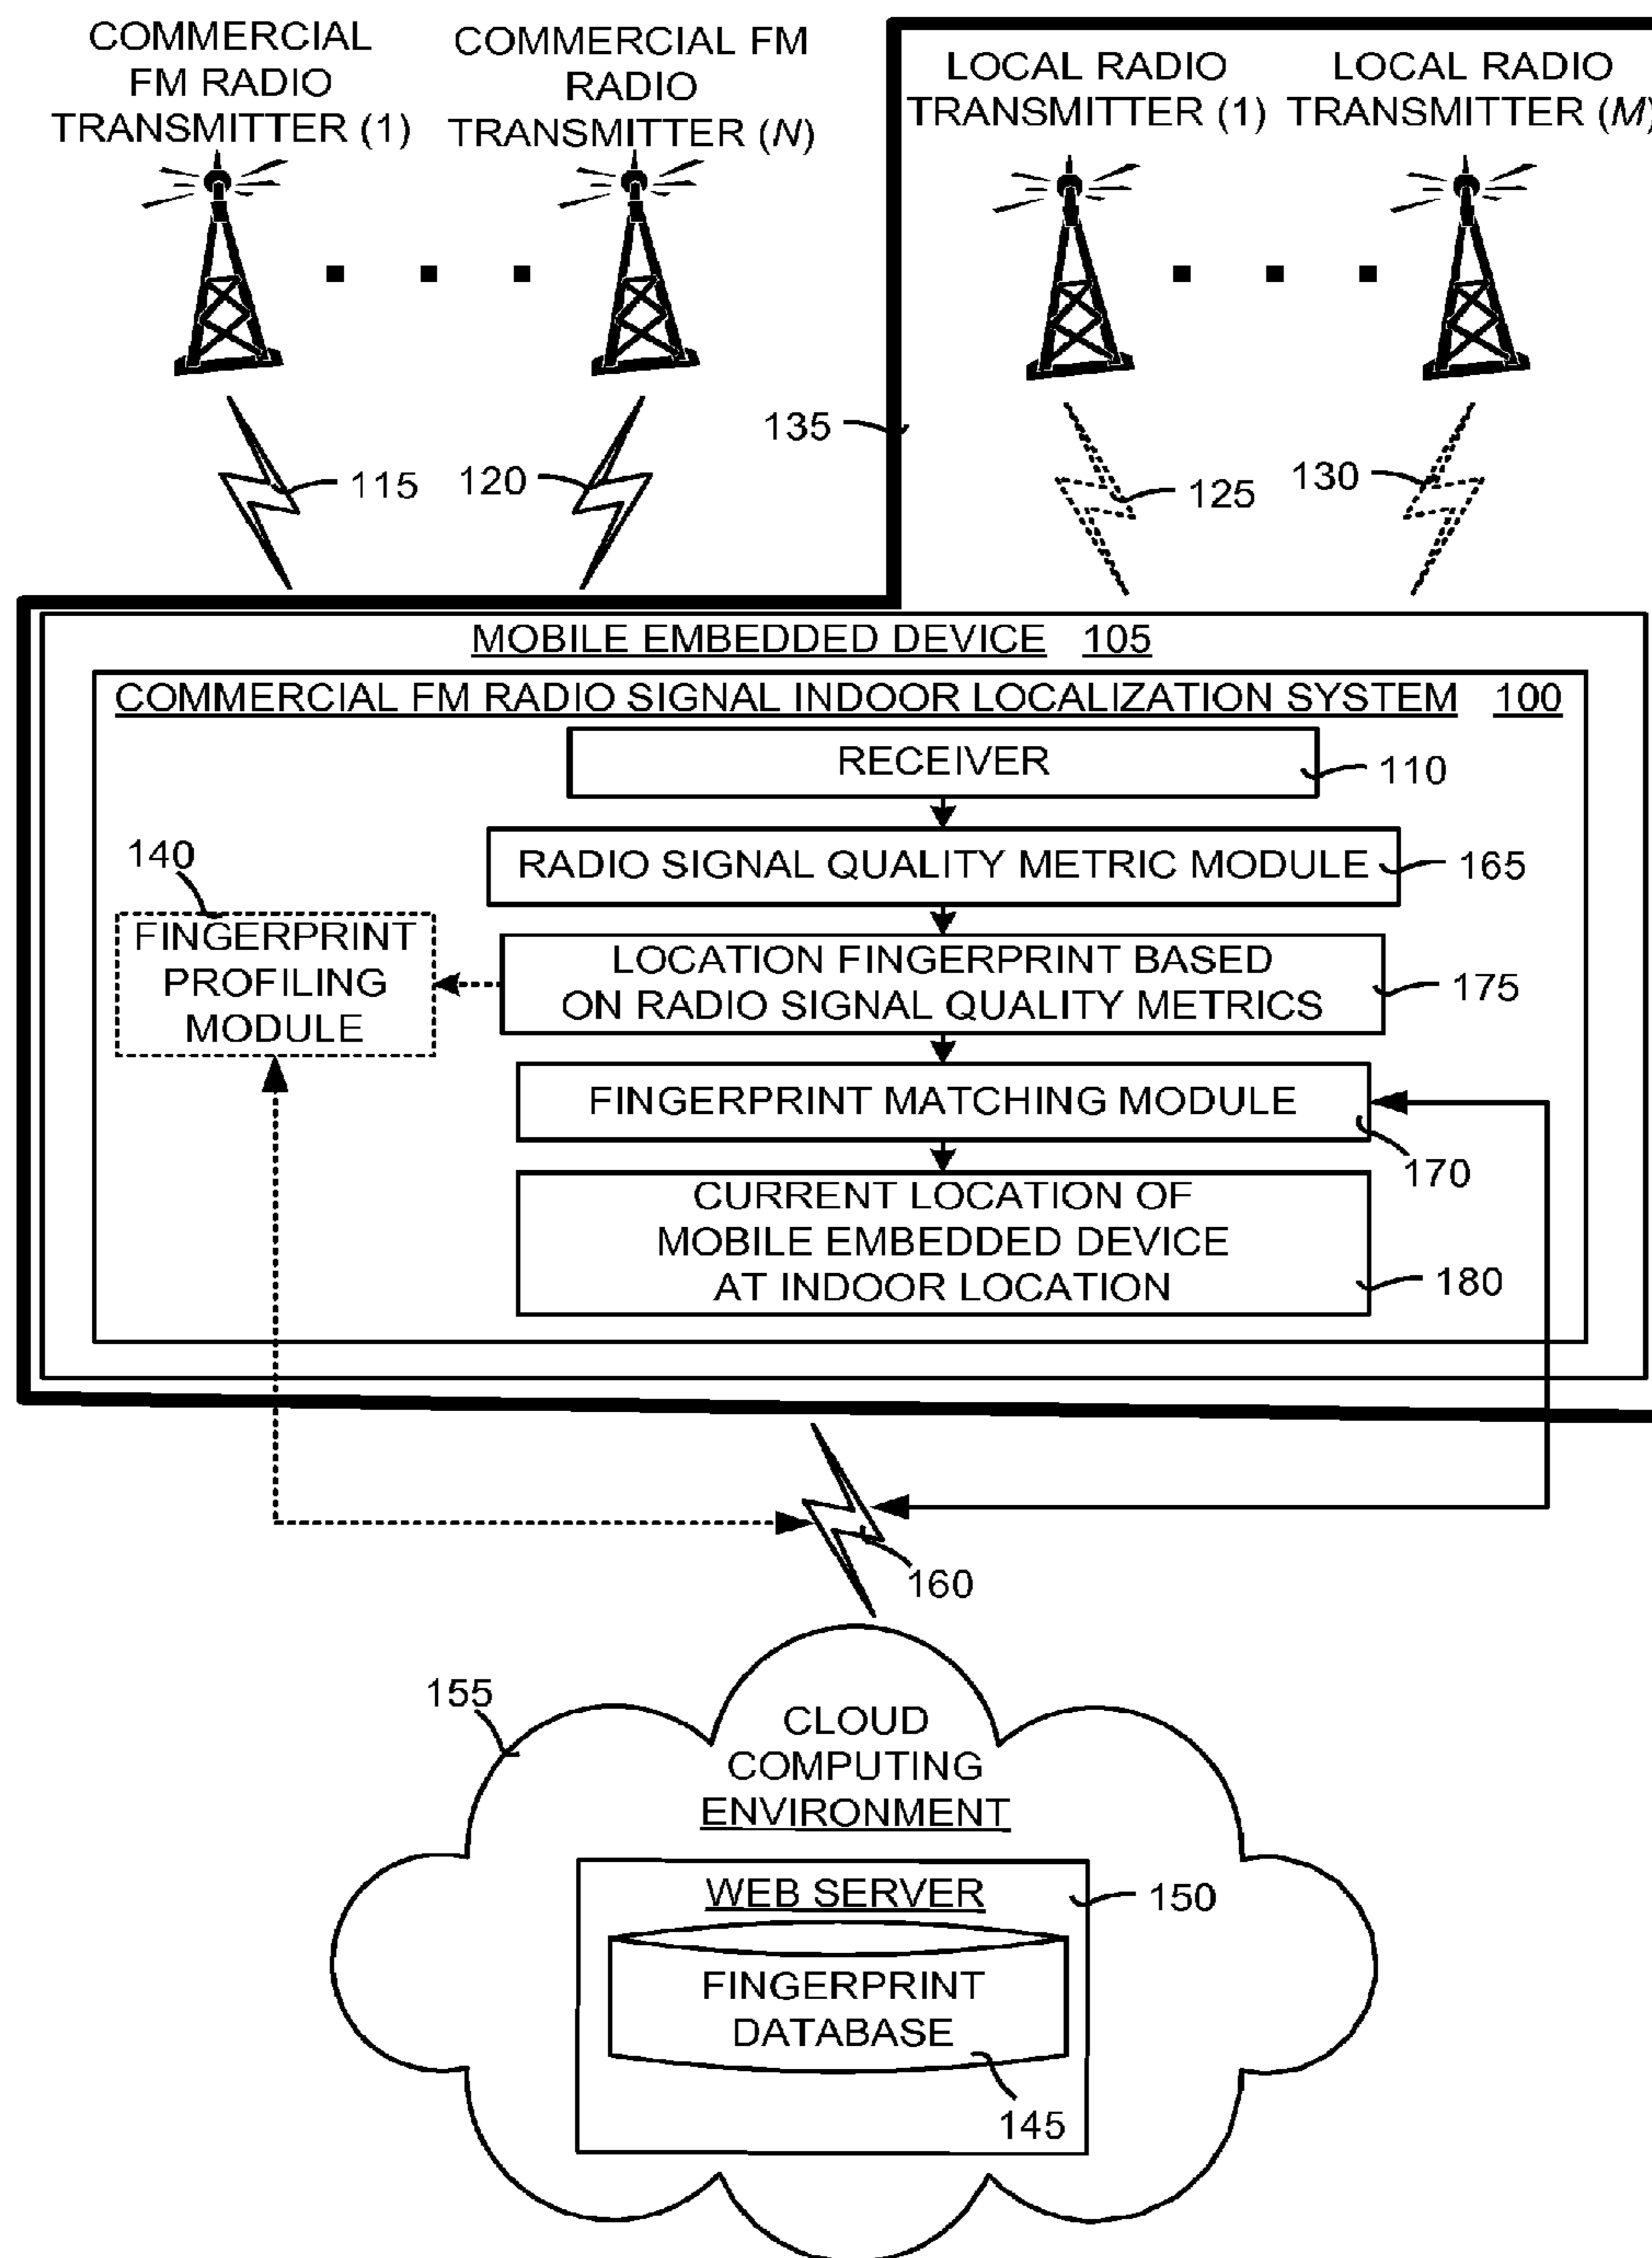 COMMERCIAL
FM RADIO
TRANSMITTER (1)
COMMERCIAL FM
RADIO
TRANSMITTER (N)
LOCAL RADIO
TRANSMITTER (1)
LOCAL RADIO
TRANSMITTER (M)
135
115
120
125
130
MOBILE EMBEDDED DEVICE 105
COMMERCIAL FM RADIO SIGNAL INDOOR LOCALIZATION SYSTEM 100
RECEIVER
110
RADIO SIGNAL QUALITY METRIC MODULE
165
140
FINGERPRINT
PROFILING
MODULE
LOCATION FINGERPRINT BASED
ON RADIO SIGNAL QUALITY METRICS
175
FINGERPRINT MATCHING MODULE
170
CURRENT LOCATION OF
MOBILE EMBEDDED DEVICE
AT INDOOR LOCATION
180
160
155
CLOUD
COMPUTING
ENVIRONMENT
WEB SERVER
150
FINGERPRINT
DATABASE
145